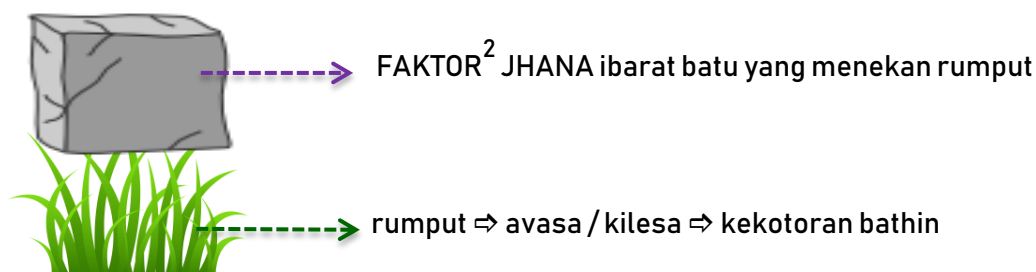 FAKTOR² JHANA ibarat batu yang menekan rumput
rumput ⇨ avasa / kilesa ⇨ kekotoran bathin